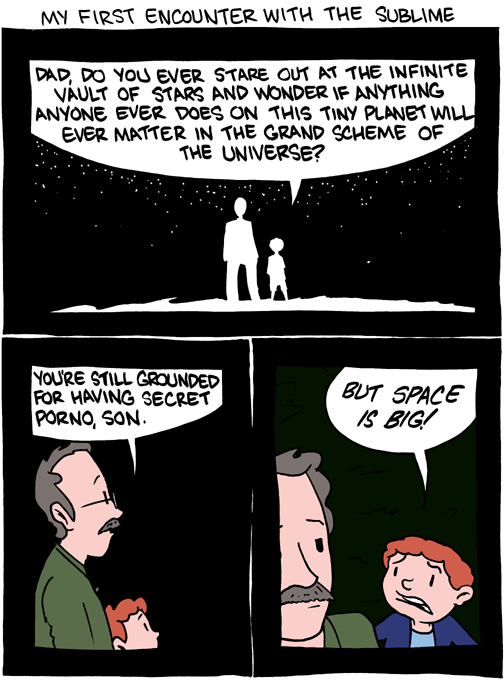 MY FIRST ENCOUNTER WITH THE SUBLIME
DAD, DO YOU EVER STARE OUT AT THE INFINITE
VAULT OF STARS AND WONDER IF ANYTHING
ANYONE EVER DOES ON THIS TINY PLANET WILL
EVER MATTER IN THE GRAND SCHEME OF
THE UNIVERSE?
YOU'RE STILL GROUNDED
FOR HAVING SECRET
PORNO, SON.
BUT SPACE
IS BIG!